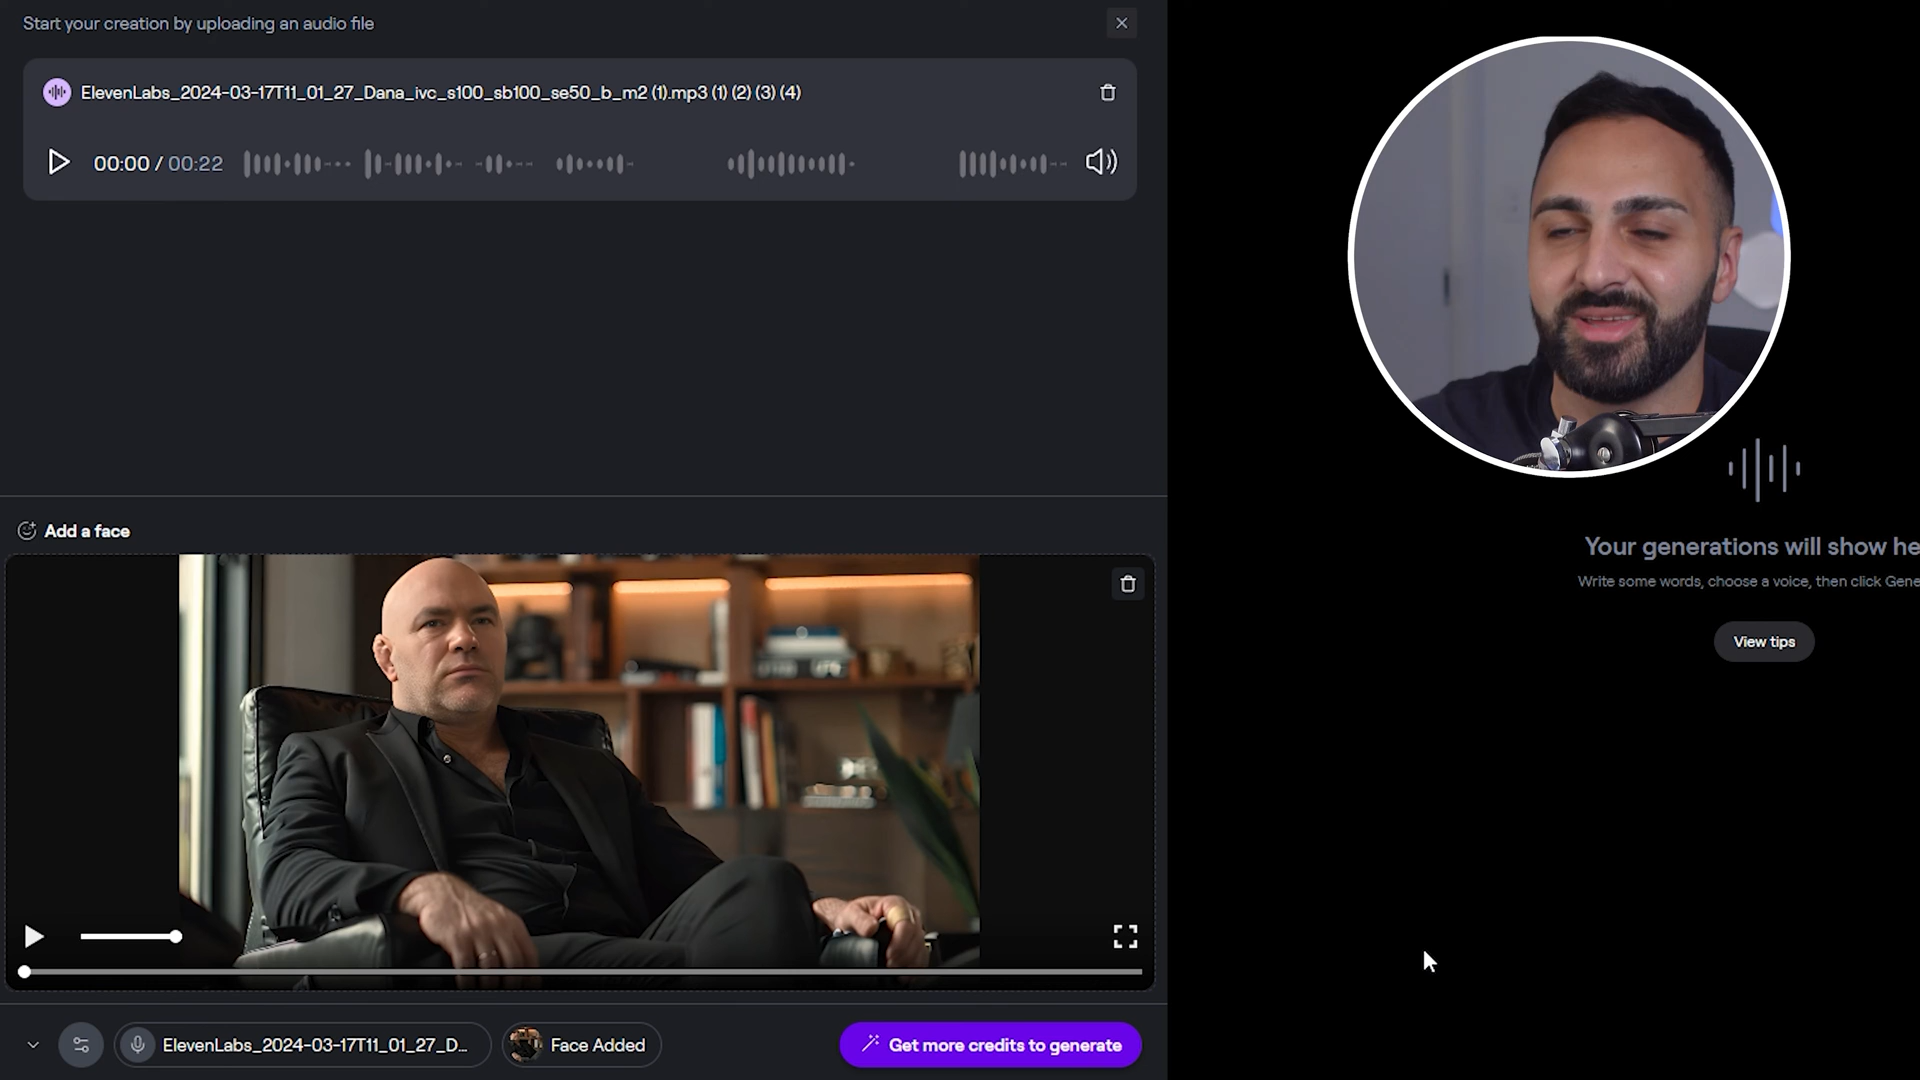 Start your creation by uploading an audio file
ElevenLabs_2024-03-17T11_01_27_Dana_ivc_s100_sb100_se50_b_m2 (1).mp3 (1) (2) (3) (4)
00:00 / 00:22
Add a face
Your generations will show he
Write some words, choose a voice, then click Gene
View tips
ElevenLabs_2024-03-17T11_01_27_D...
Face Added
Get more credits to generate